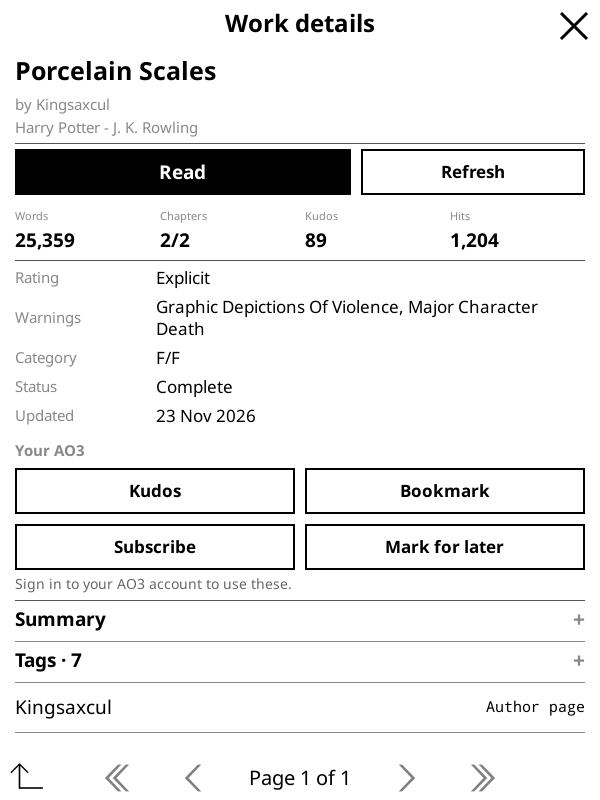 Work details
Porcelain Scales
by Kingsaxcul
Harry Potter - J. K. Rowling
Read
Refresh
Words
Chapters
Kudos
Hits
25,359
2/2
89
1,204
Rating
Explicit
Warnings
Graphic Depictions Of Violence, Major Character
Death
Category
F/F
Status
Complete
Updated
23 Nov 2026
Your AO3
Kudos
Bookmark
Subscribe
Mark for later
Sign in to your AO3 account to use these.
Summary
+
Tags · 7
+
Kingsaxcul
Author page
Page 1 of 1